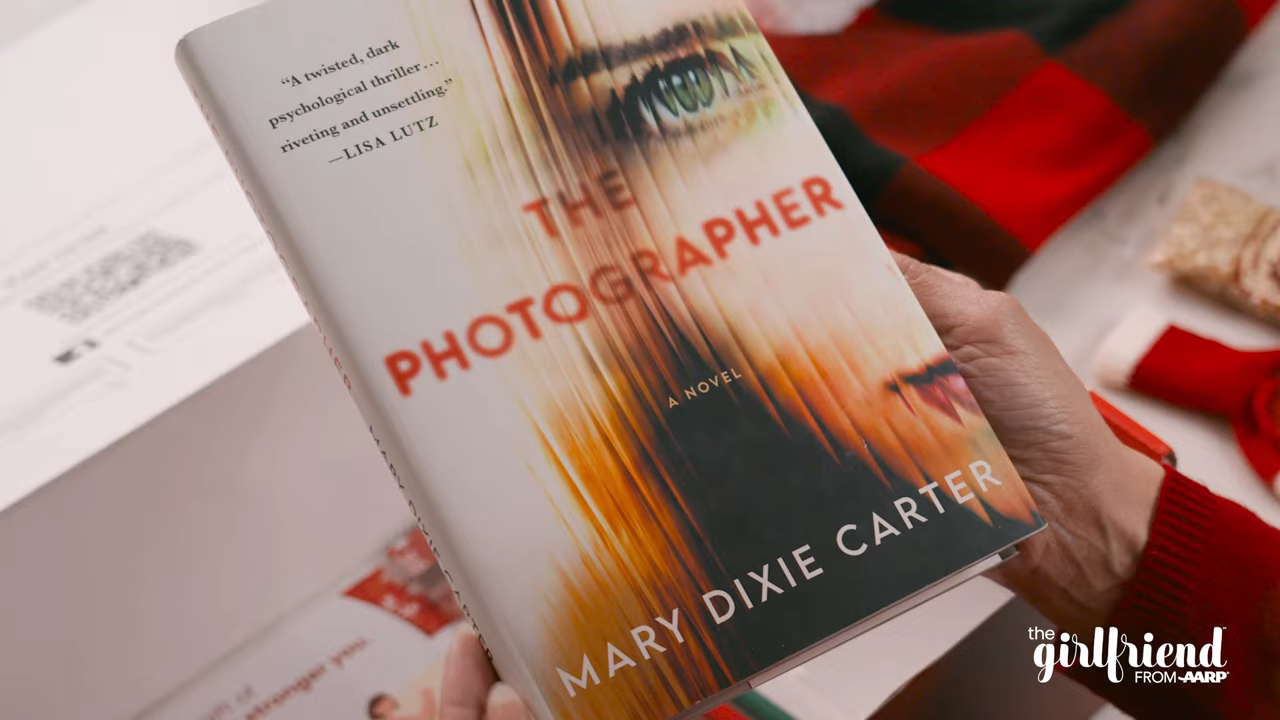 “A twisted, dark
psychological thriller...
riveting and unsettling.”
—LISA LUTZ
THE
PHOTOGRAPHER
A NOVEL
MARY DIXIE CARTER
stronger you.
the
girlfriend
FROM AARP